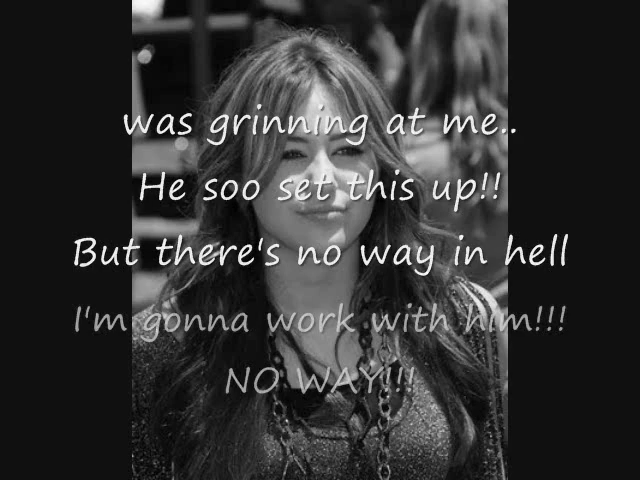 was grinning at me..
He soo set this up!!
But there's no way in hell
I'm gonna work with him!!!
NO WAY!!!